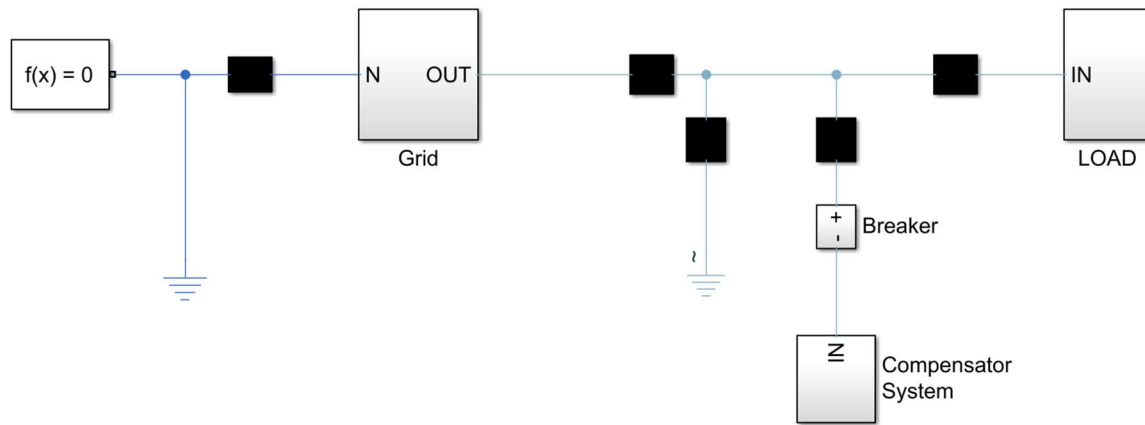 f(x) = 0
N
OUT
Grid
IN
LOAD
+
-
Breaker
~
IN
Compensator
System